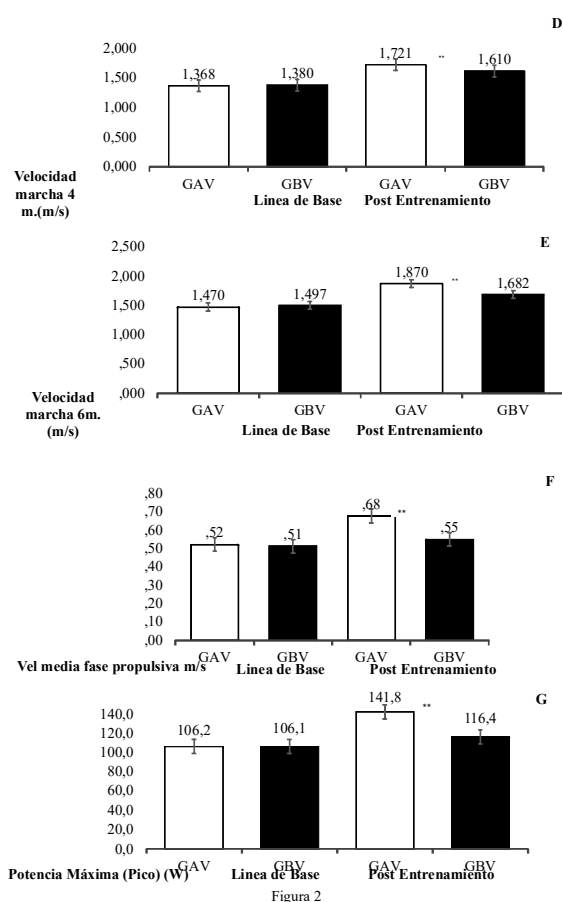 D
2,000
1,500
1,000
0,500
0,000
1,368
1,380
1,721
**
1,610
GAV GBV GAV GBV
Velocidad
marcha 4
m.(m/s)
Linea de Base Post Entrenamiento
E
2,500
2,000
1,500
1,000
,500
,000
1,470
1,497
1,870
**
1,682
GAV GBV GAV GBV
Velocidad
marcha 6m.
(m/s)
Linea de Base Post Entrenamiento
F
,80
,70
,60
,50
,40
,30
,20
,10
,00
,52
,51
,68
**
,55
GAV GBV GAV GBV
Vel media fase propulsiva m/s Linea de Base Post Entrenamiento
G
140,0
120,0
100,0
80,0
60,0
40,0
20,0
0,0
106,2
106,1
141,8
**
116,4
GAV GBV GAV GBV
Potencia Máxima (Pico) (W) Linea de Base Post Entrenamiento
Figura 2